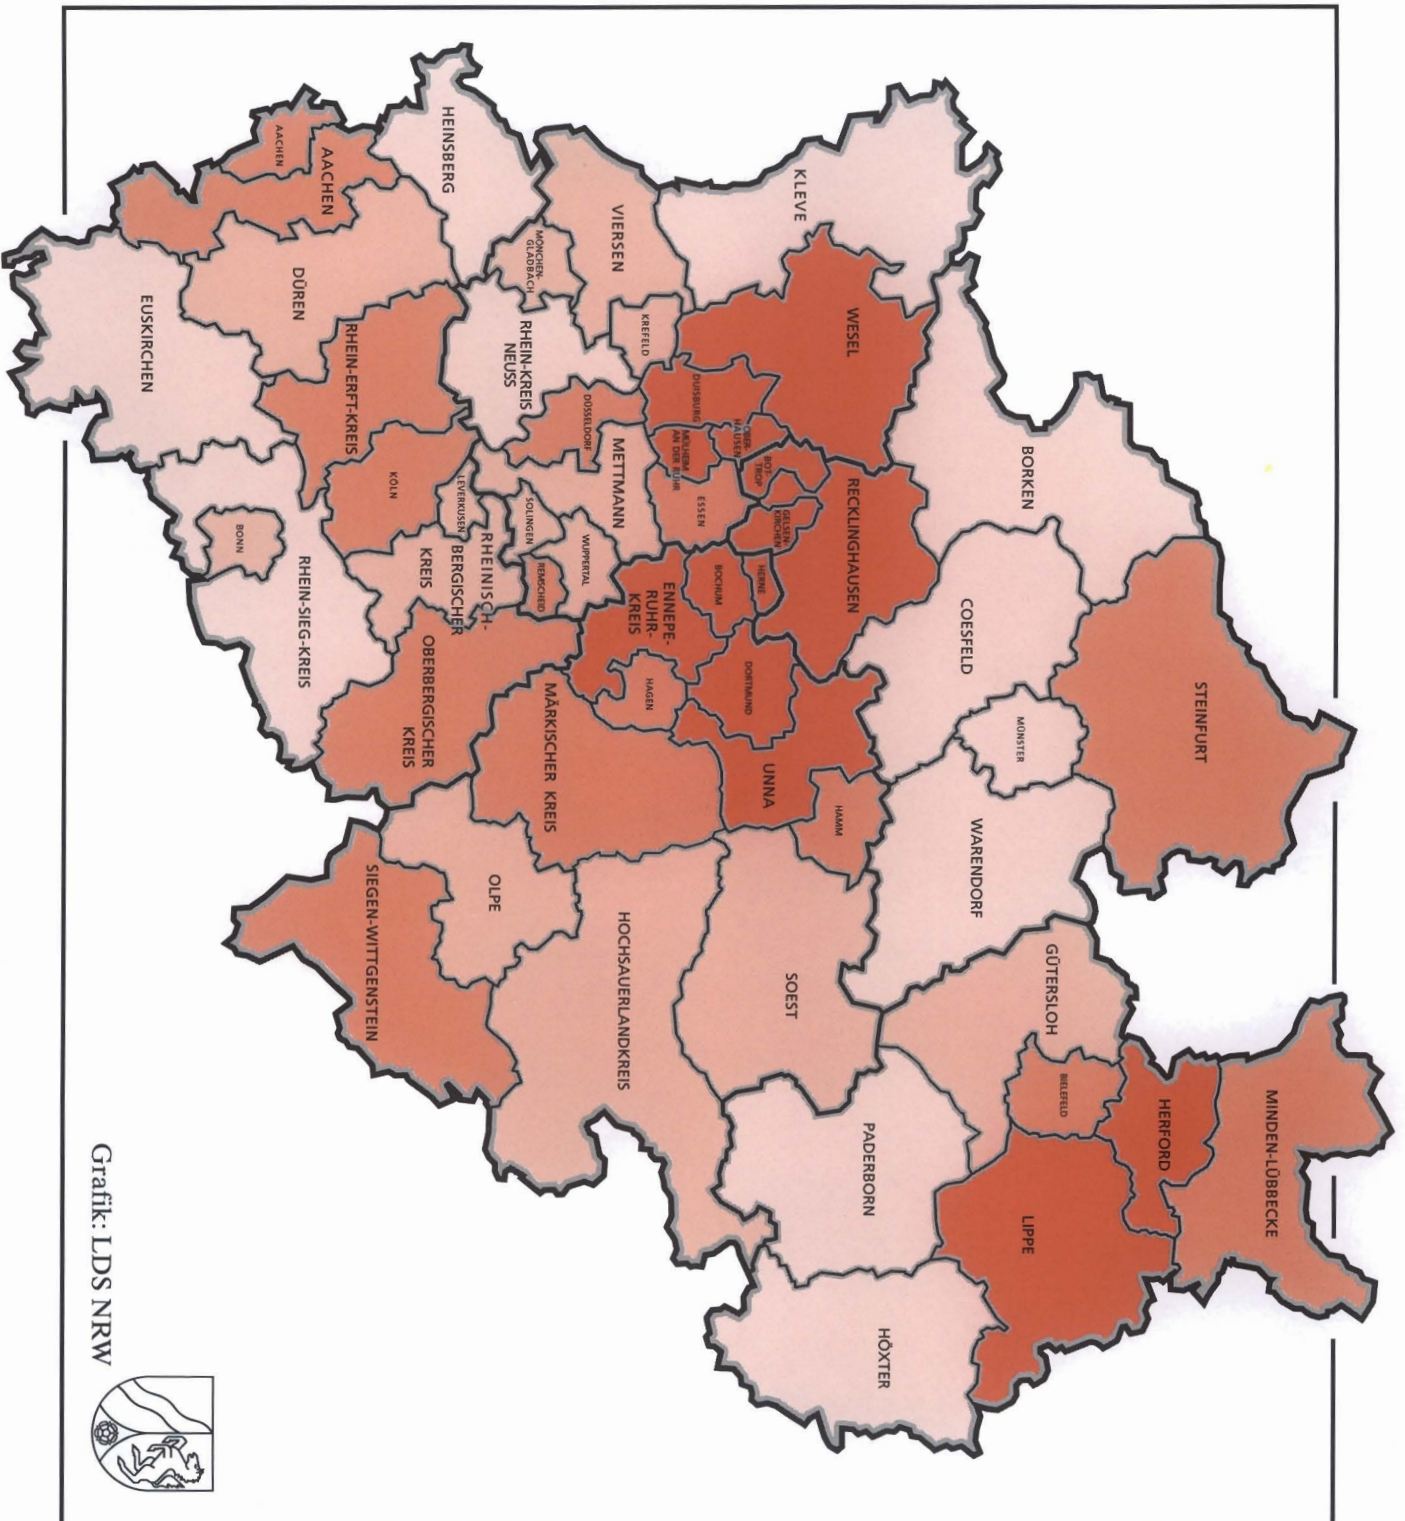 STEINFURT
MINDEN-LÜBBECKE
HERFORD
BORKEN
MÜNSTER
GÜTERSLOH
BIELEFELD
LIPPE
COESFELD
WARENDORF
KLEVE
WESEL
RECKLINGHAUSEN
HAMM
SOEST
PADERBORN
HÖXTER
BOT-
TROP
GELSEN-
KIRCHEN
OBER-
HAUSEN
HERNE
DORTMUND
UNNA
DUISBURG
MÜLHEIM
AN DER RUHR
ESSEN
BOCHUM
VIERSEN
KREFELD
ENNEPE-
RUHR-
KREIS
HAGEN
HOCHSAUERLANDKREIS
METTMANN
DÜSSELDORF
WUPPERTAL
MÄRKISCHER KREIS
MÖNCHEN-
GLADBACH
RHEIN-KREIS
NEUSS
SOLINGEN
REMSCHEID
HEINSBERG
LEVERKUSEN
RHEINISCH-
BERGISCHER
KREIS
OBERBERGISCHER
KREIS
OLPE
AACHEN
AACHEN
DÜREN
RHEIN-ERFT-KREIS
KÖLN
SIEGEN-WITTGENSTEIN
EUSKIRCHEN
BONN
RHEIN-SIEG-KREIS
Grafik: LDS NRW